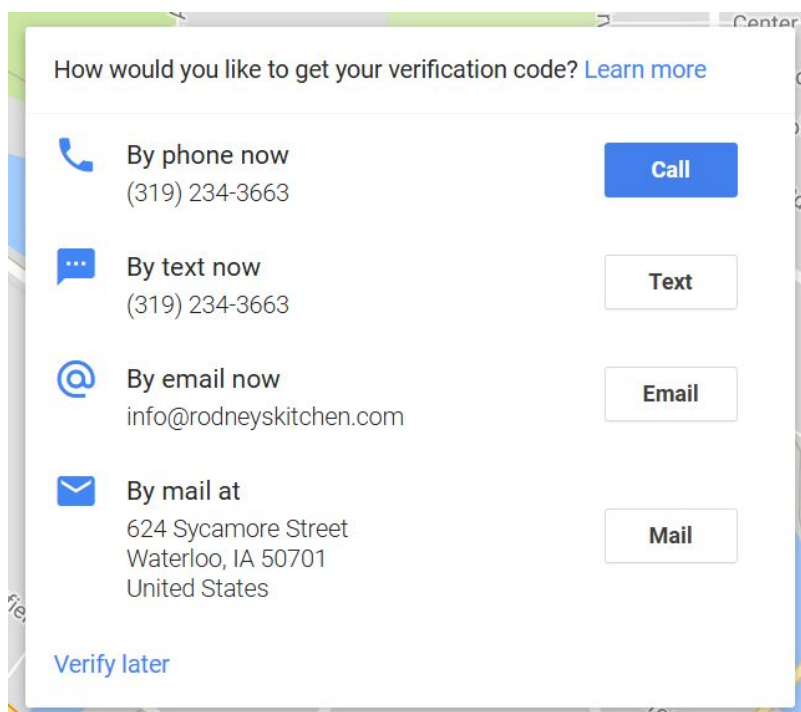 Center
How would you like to get your verification code? Learn more
By phone now
(319) 234-3663
Call
By text now
(319) 234-3663
Text
By email now
info@rodneyskitchen.com
Email
By mail at
624 Sycamore Street
Waterloo, IA 50701
United States
Mail
Verify later